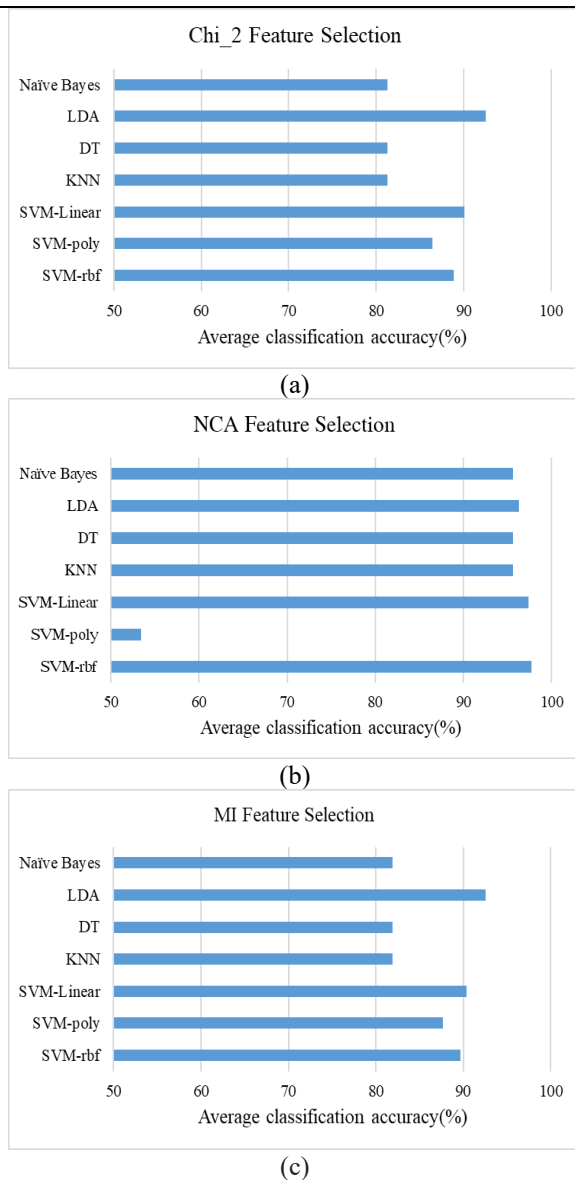 Chi_2 Feature Selection
Naïve Bayes
LDA
DT
KNN
SVM-Linear
SVM-poly
SVM-rbf
50 60 70 80 90 100
Average classification accuracy(%)
(a)
NCA Feature Selection
Naïve Bayes
LDA
DT
KNN
SVM-Linear
SVM-poly
SVM-rbf
50 60 70 80 90 100
Average classification accuracy(%)
(b)
MI Feature Selection
Naïve Bayes
LDA
DT
KNN
SVM-Linear
SVM-poly
SVM-rbf
50 60 70 80 90 100
Average classification accuracy(%)
(c)